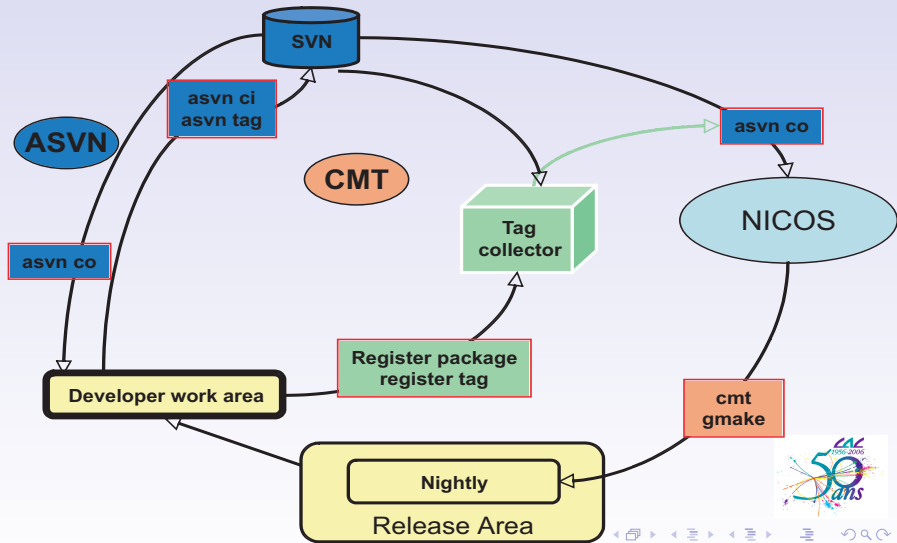 SVN
asvn ci
asvn tag
asvn co
ASVN
CMT
Tag
collector
NICOS
asvn co
Register package
register tag
Developer work area
cmt
gmake
Nightly
Release Area
LAL
1956-2006
50
ans